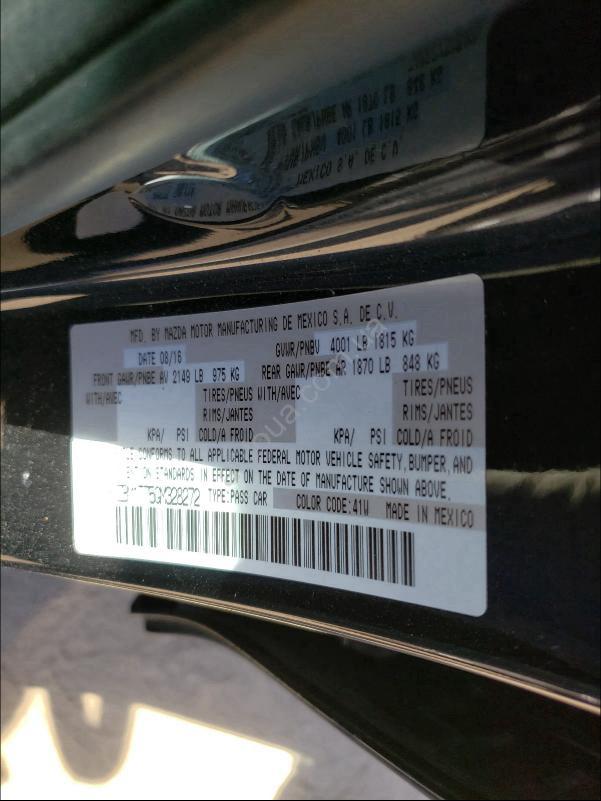 MFD. BY MAZDA MOTOR MANUFACTURING DE MEXICO S.A. DE C.V.
DATE 08/16 GVWR/PNBV 4001 LB 1815 KG
FRONT GAWR/PNBE AV 2149 LB 975 KG REAR GAWR/PNBE AR 1870 LB 848 KG
WITH/AVEC TIRES/PNEUS WITH/AVEC TIRES/PNEUS
RIMS/JANTES RIMS/JANTES
KPA/ PSI COLD/A FROID KPA/ PSI COLD/A FROID
CONFORMS TO ALL APPLICABLE FEDERAL MOTOR VEHICLE SAFETY, BUMPER, AND
STANDARDS IN EFFECT ON THE DATE OF MANUFACTURE SHOWN ABOVE.
TYPE:PASS CAR COLOR CODE:41W MADE IN MEXICO